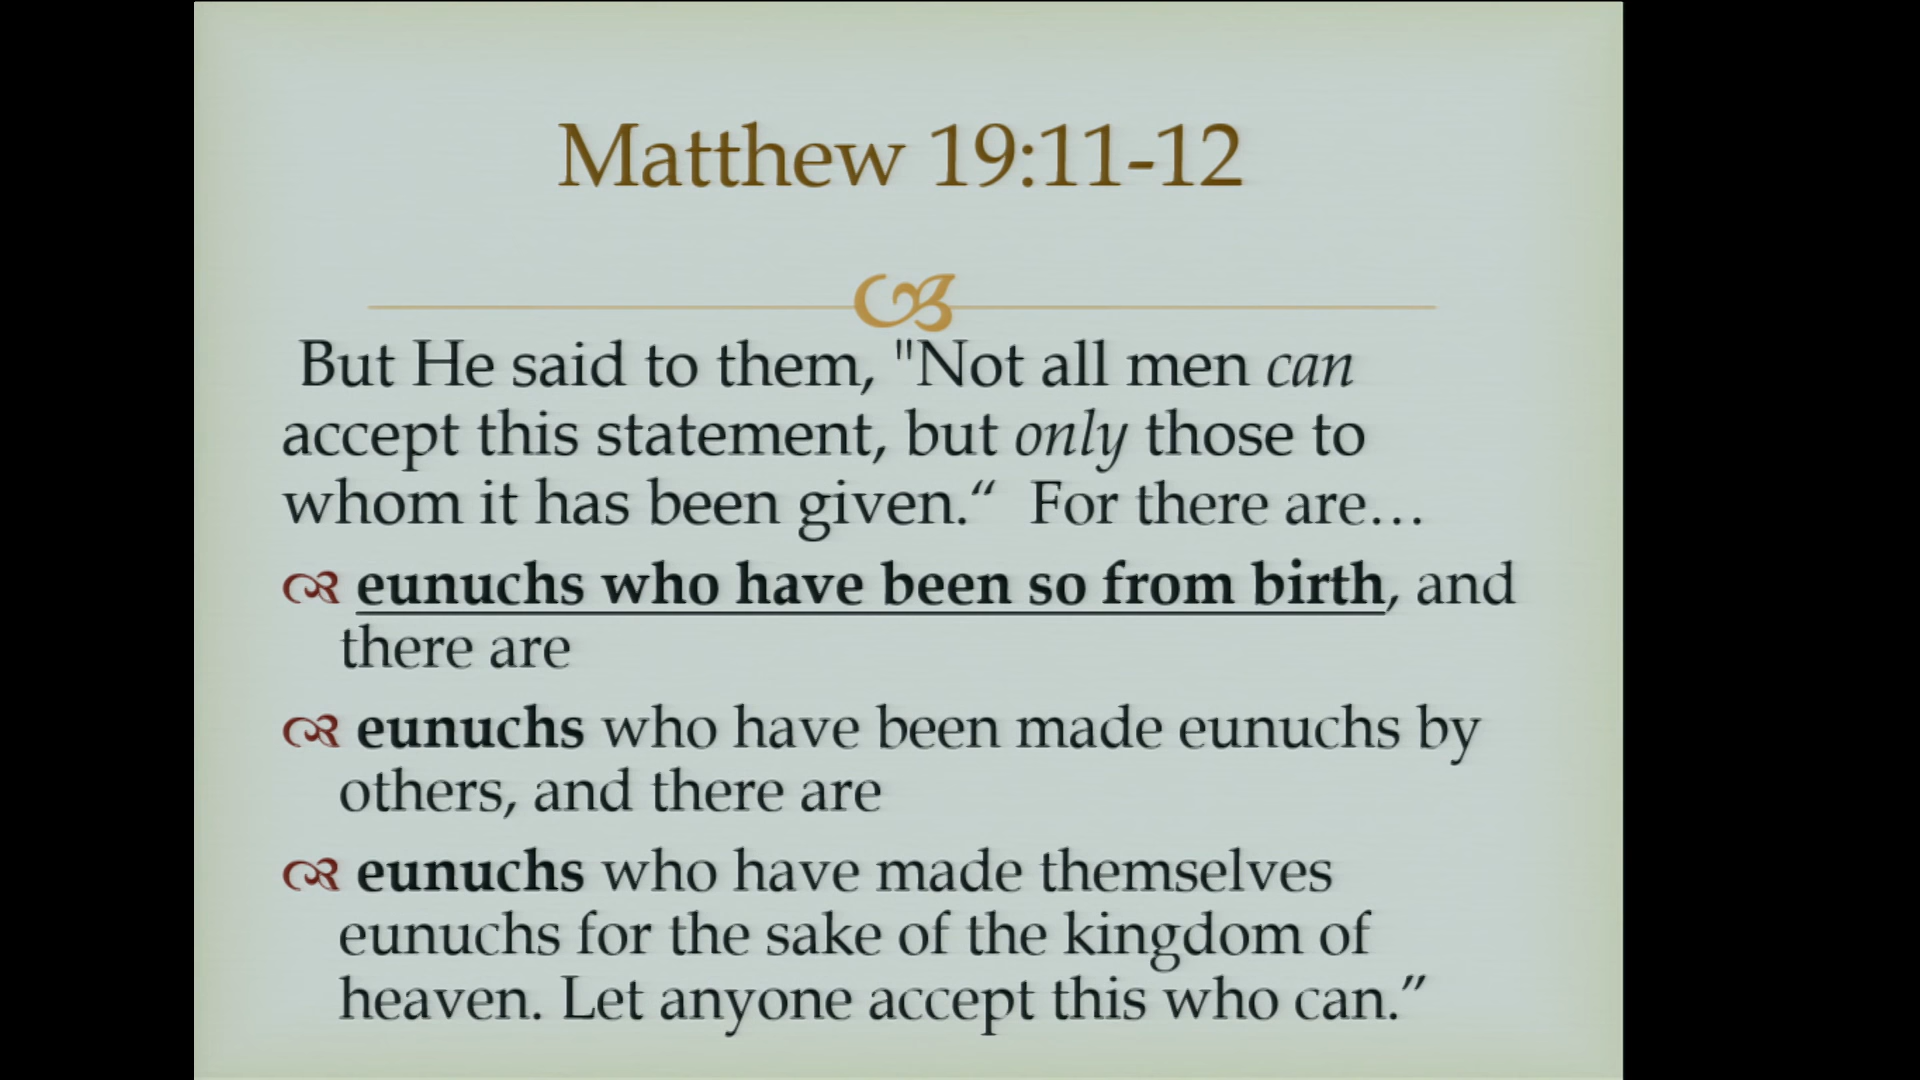 Matthew 19:11-12
But He said to them, "Not all men can
accept this statement, but only those to
whom it has been given.“  For there are…
eunuchs who have been so from birth, and
there are
eunuchs who have been made eunuchs by
others, and there are
eunuchs who have made themselves
eunuchs for the sake of the kingdom of
heaven. Let anyone accept this who can.”